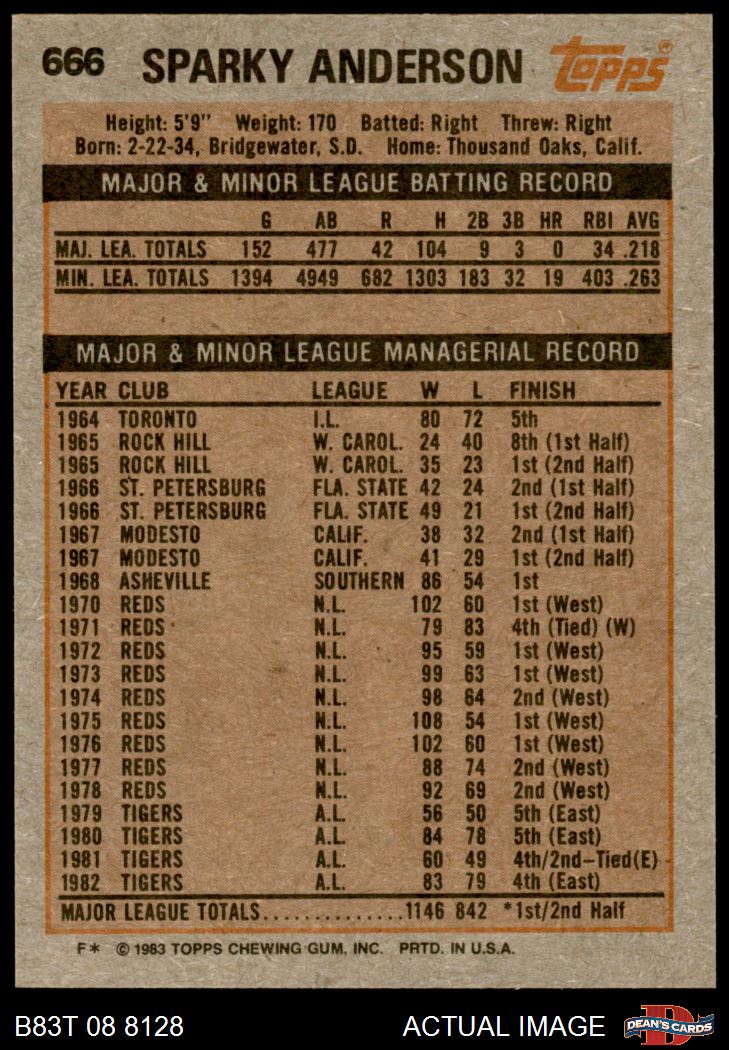 666 SPARKY ANDERSON Topps®
Height: 5'9" Weight: 170 Batted: Right Threw: Right
Born: 2-22-34, Bridgewater, S.D. Home: Thousand Oaks, Calif.
MAJOR & MINOR LEAGUE BATTING RECORD
G AB R H 2B 3B HR RBI AVG
MAJ. LEA. TOTALS 152 477 42 104 9 3 0 34 .218
MIN. LEA. TOTALS 1394 4949 682 1303 183 32 19 403 .263
MAJOR & MINOR LEAGUE MANAGERIAL RECORD
YEAR CLUB LEAGUE W L FINISH
1964 TORONTO I.L. 80 72 5th
1965 ROCK HILL W. CAROL. 24 40 8th (1st Half)
1965 ROCK HILL W. CAROL. 35 23 1st (2nd Half)
1966 ST. PETERSBURG FLA. STATE 42 24 2nd (1st Half)
1966 ST. PETERSBURG FLA. STATE 49 21 1st (2nd Half)
1967 MODESTO CALIF. 38 32 2nd (1st Half)
1967 MODESTO CALIF. 41 29 1st (2nd Half)
1968 ASHEVILLE SOUTHERN 86 54 1st
1970 REDS N.L. 102 60 1st (West)
1971 REDS N.L. 79 83 4th (Tied) (W)
1972 REDS N.L. 95 59 1st (West)
1973 REDS N.L. 99 63 1st (West)
1974 REDS N.L. 98 64 2nd (West)
1975 REDS N.L. 108 54 1st (West)
1976 REDS N.L. 102 60 1st (West)
1977 REDS N.L. 88 74 2nd (West)
1978 REDS N.L. 92 69 2nd (West)
1979 TIGERS A.L. 56 50 5th (East)
1980 TIGERS A.L. 84 78 5th (East)
1981 TIGERS A.L. 60 49 4th/2nd–Tied(E)
1982 TIGERS A.L. 83 79 4th (East)
MAJOR LEAGUE TOTALS..............1146 842 *1st/2nd Half
F* © 1983 TOPPS CHEWING GUM, INC. PRTD. IN U.S.A.
B83T 08 8128 ACTUAL IMAGE D DEAN'S CARDS